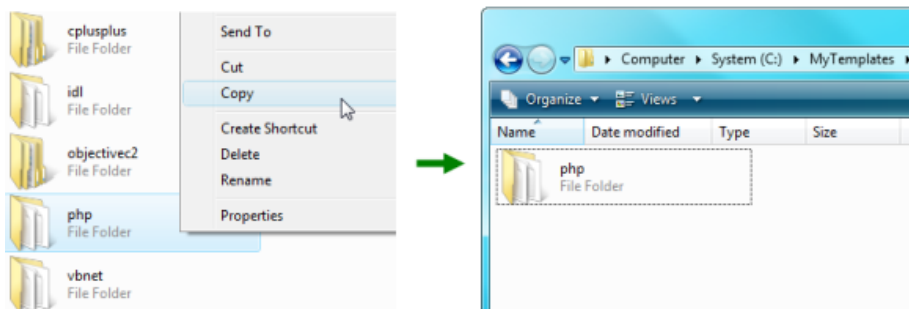 cplusplus
File Folder
idl
File Folder
objectivec2
File Folder
php
File Folder
vbnet
File Folder
Send To
Cut
Copy
Create Shortcut
Delete
Rename
Properties
Computer System (C:) MyTemplates
Organize Views
Name Date modified Type Size
php
File Folder